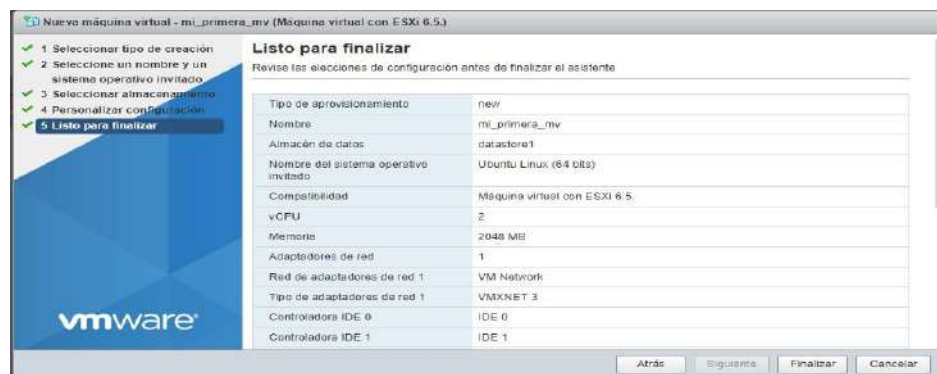 Nueva máquina virtual - mi_primera_mv (Máquina virtual con ESXi 6.5.)
1 Seleccionar tipo de creación
2 Seleccione un nombre y un
sistema operativo invitado
3 Seleccionar almacenamiento
4 Personalizar configuración
5 Listo para finalizar
Listo para finalizar
Revise las elecciones de configuración antes de finalizar el asistente
Tipo de aprovisionamiento new
Nombre mi_primera_mv
Almacén de datos datastore1
Nombre del sistema operativo Ubuntu Linux (64 bits)
invitado
Compatibilidad Máquina virtual con ESXi 6.5.
vCPU 2
Memoria 2048 MB
Adaptadores de red 1
Red de adaptadores de red 1 VM Network
Tipo de adaptadores de red 1 VMXNET 3
Controladora IDE 0 IDE 0
Controladora IDE 1 IDE 1
vmware
Atrás Siguiente Finalizar Cancelar